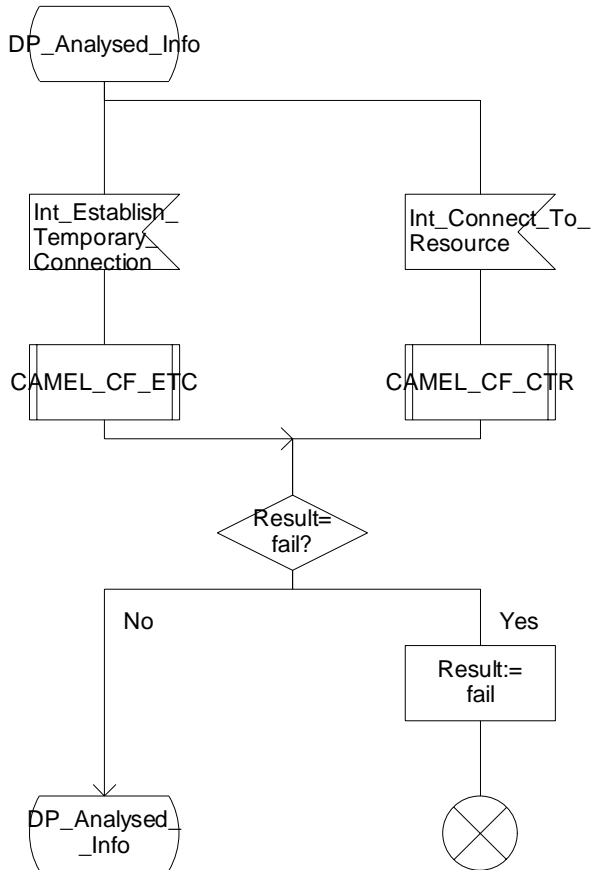 DP_Analysed_Info
Int_Establish_
Temporary_
Connection
Int_Connect_To_
Resource
CAMEL_CF_ETC
CAMEL_CF_CTR
Result=
fail?
No
Yes
Result:=
fail
DP_Analysed_
_Info